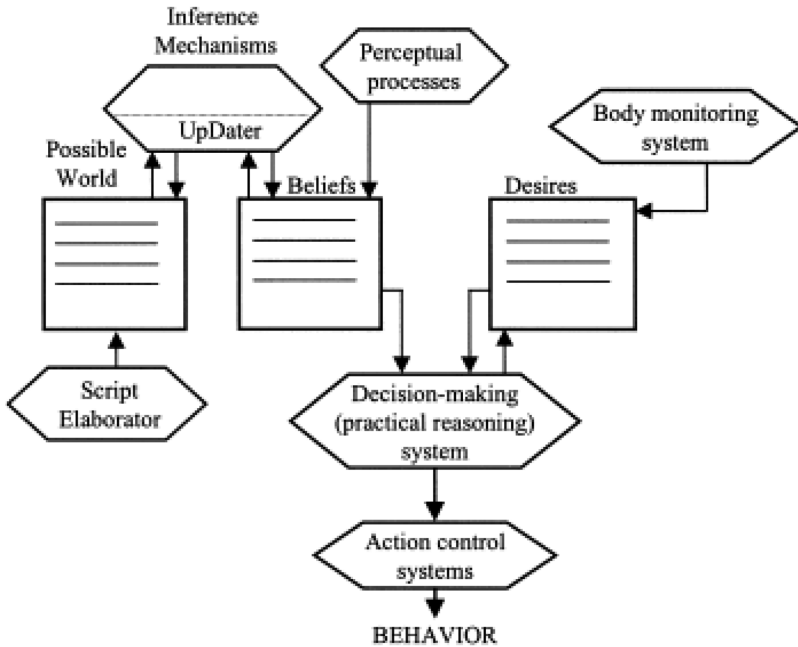 Inference
Mechanisms
Perceptual
processes
UpDater
Body monitoring
system
Possible
World
Beliefs
Desires
Script
Elaborator
Decision-making
(practical reasoning)
system
Action control
systems
BEHAVIOR